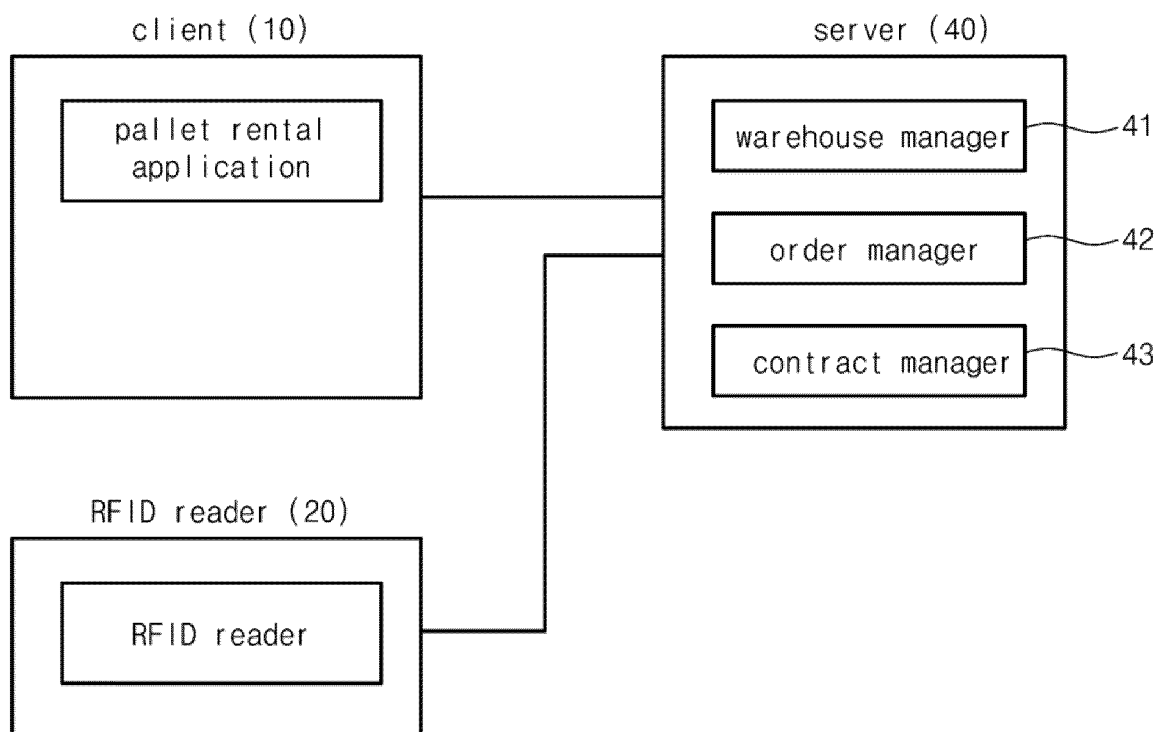 client (10)
pallet rental
application
server (40)
warehouse manager
41
order manager
42
contract manager
43
RFID reader (20)
RFID reader